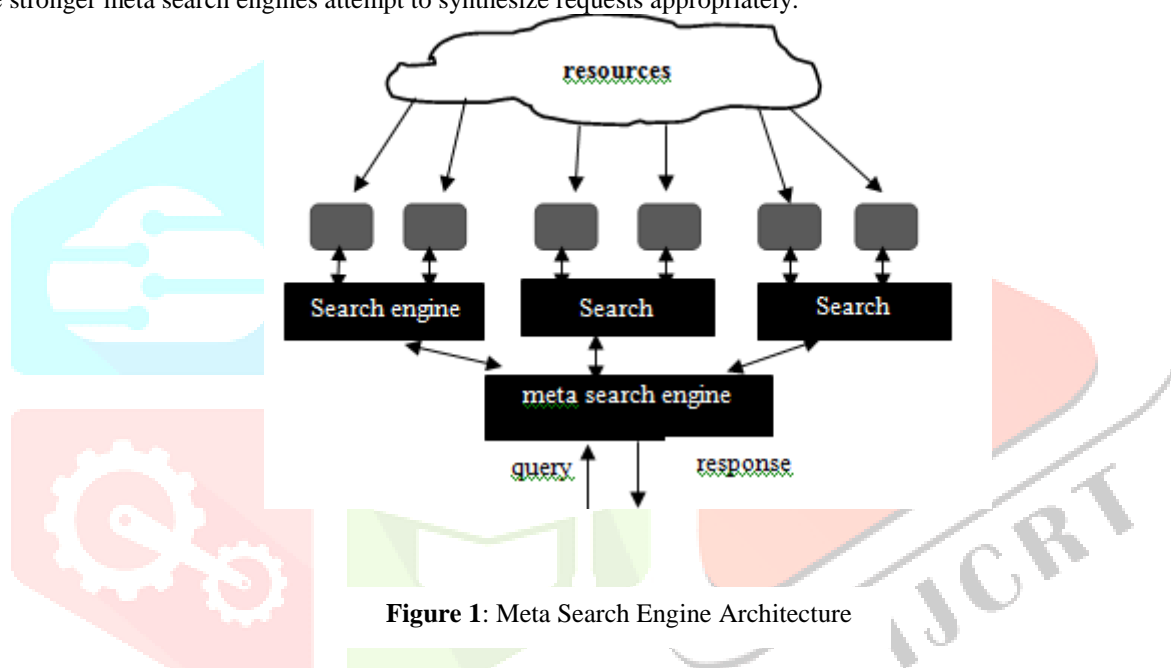 stronger meta search engines attempt to synthesize requests appropriately.
resources
Search engine
Search
Search
meta search engine
query
response
Figure 1: Meta Search Engine Architecture
IJCRT